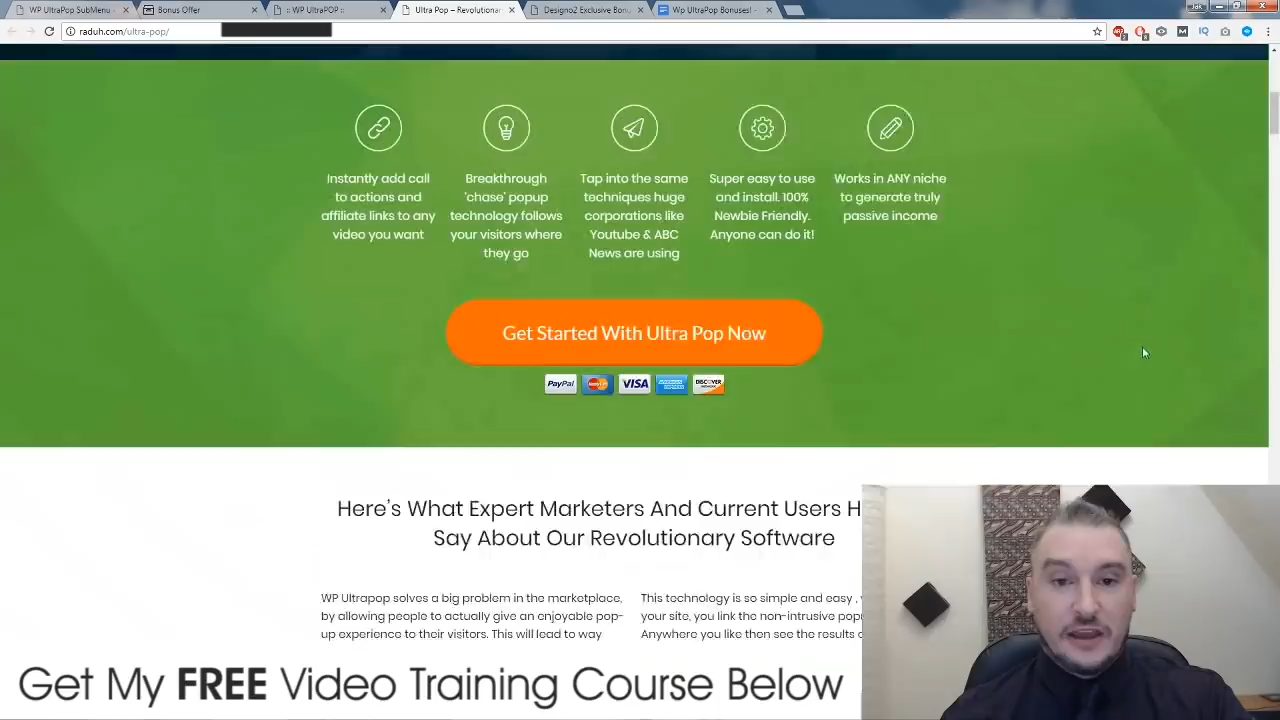 WP UltraPop SubMenu
Bonus Offer
:: WP UltraPOP ::
Ultra Pop – Revolutionar
Designo2 Exclusive Bonu
Wp UltraPop Bonuses! -
Jak
raduh.com/ultra-pop/
Instantly add call
to actions and
affiliate links to any
video you want
Breakthrough
'chase' popup
technology follows
your visitors where
they go
Tap into the same
techniques huge
corporations like
Youtube & ABC
News are using
Super easy to use
and install. 100%
Newbie Friendly.
Anyone can do it!
Works in ANY niche
to generate truly
passive income
Get Started With Ultra Pop Now
PayPal
MasterCard
VISA
DISCOVER
Here's What Expert Marketers And Current Users H
Say About Our Revolutionary Software
WP Ultrapop solves a big problem in the marketplace,
by allowing people to actually give an enjoyable pop-
up experience to their visitors. This will lead to way
This technology is so simple and easy ,
your site, you link the non-intrusive pop
Anywhere you like then see the results
Get My FREE Video Training Course Below